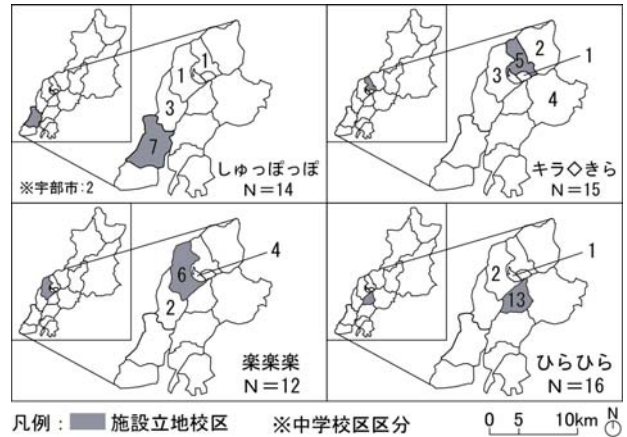 1
1
3
7
※宇部市:2
しゅっぽっぽ
N=14
2
1
5
3
4
キラ◇きら
N=15
4
6
2
楽楽楽
N=12
1
2
13
ひらひら
N=16
凡例: 施設立地校区 ※中学校区区分
0 5 10km N